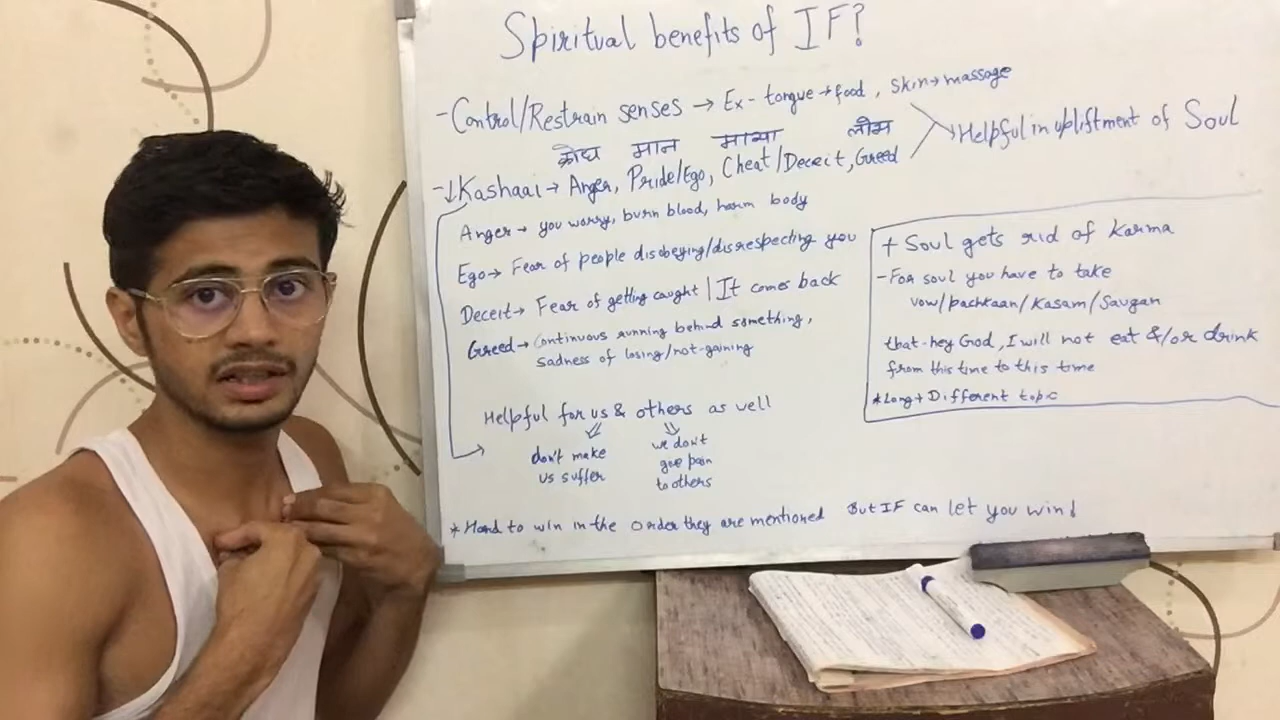 Spiritual benefits of IF?
- Control/Restrain senses → Ex - tongue → food, Skin → massage
क्रोध मान माया लोभ
→ Helpful in upliftment of Soul
- ↓ Kashaay → Anger, Pride/Ego, Cheat/Deceit, Greed
Anger → you worry, burn blood, harm body
Ego → Fear of people disobeying/disrespecting you
Deceit → Fear of getting caught | It comes back
Greed → Continuous running behind something,
sadness of losing/not-gaining
Helpful for us & others as well
don't make
us suffer
we don't
give pain
to others
* Hard to win in the order they are mentioned But IF can let you win!
+ Soul gets rid of Karma
- For soul you have to take
vow/pachkaan/Kasam/Saugan
that - hey God, I will not eat &/or drink
from this time to this time
* Long + Different topic